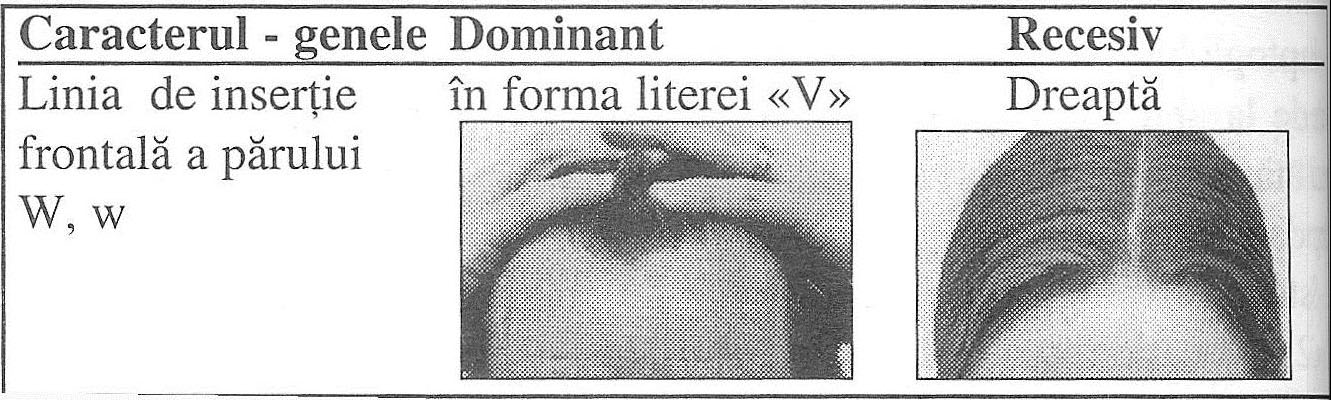 Caracterul - genele Dominant Recesiv
Linia de inserție în forma literei «V» Dreaptă
frontală a părului
W, w